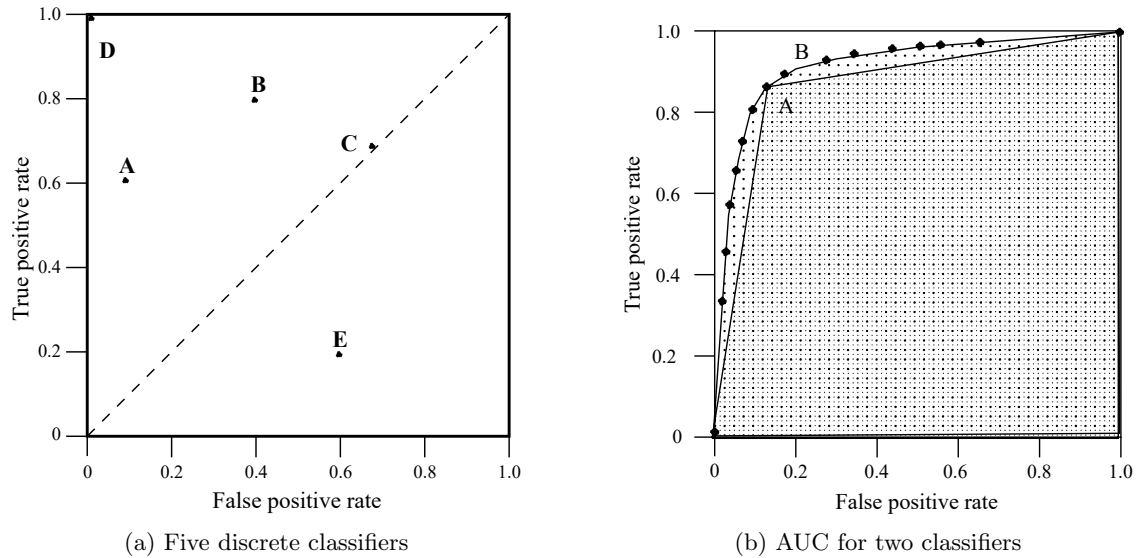 1.0
D
0.8
B
C
A
0.6
0.4
E
0.2
0
0
0.2
0.4
0.6
0.8
1.0
True positive rate
False positive rate
(a) Five discrete classifiers
1.0
B
A
0.8
0.6
0.4
0.2
0
0
0.2
0.4
0.6
0.8
1.0
True positive rate
False positive rate
(b) AUC for two classifiers